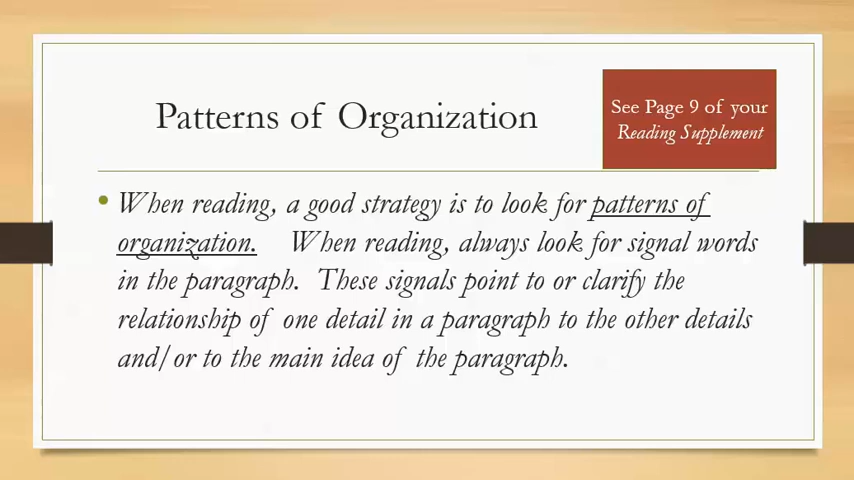 Patterns of Organization
See Page 9 of your
Reading Supplement
• When reading, a good strategy is to look for patterns of
organization. When reading, always look for signal words
in the paragraph. These signals point to or clarify the
relationship of one detail in a paragraph to the other details
and/or to the main idea of the paragraph.